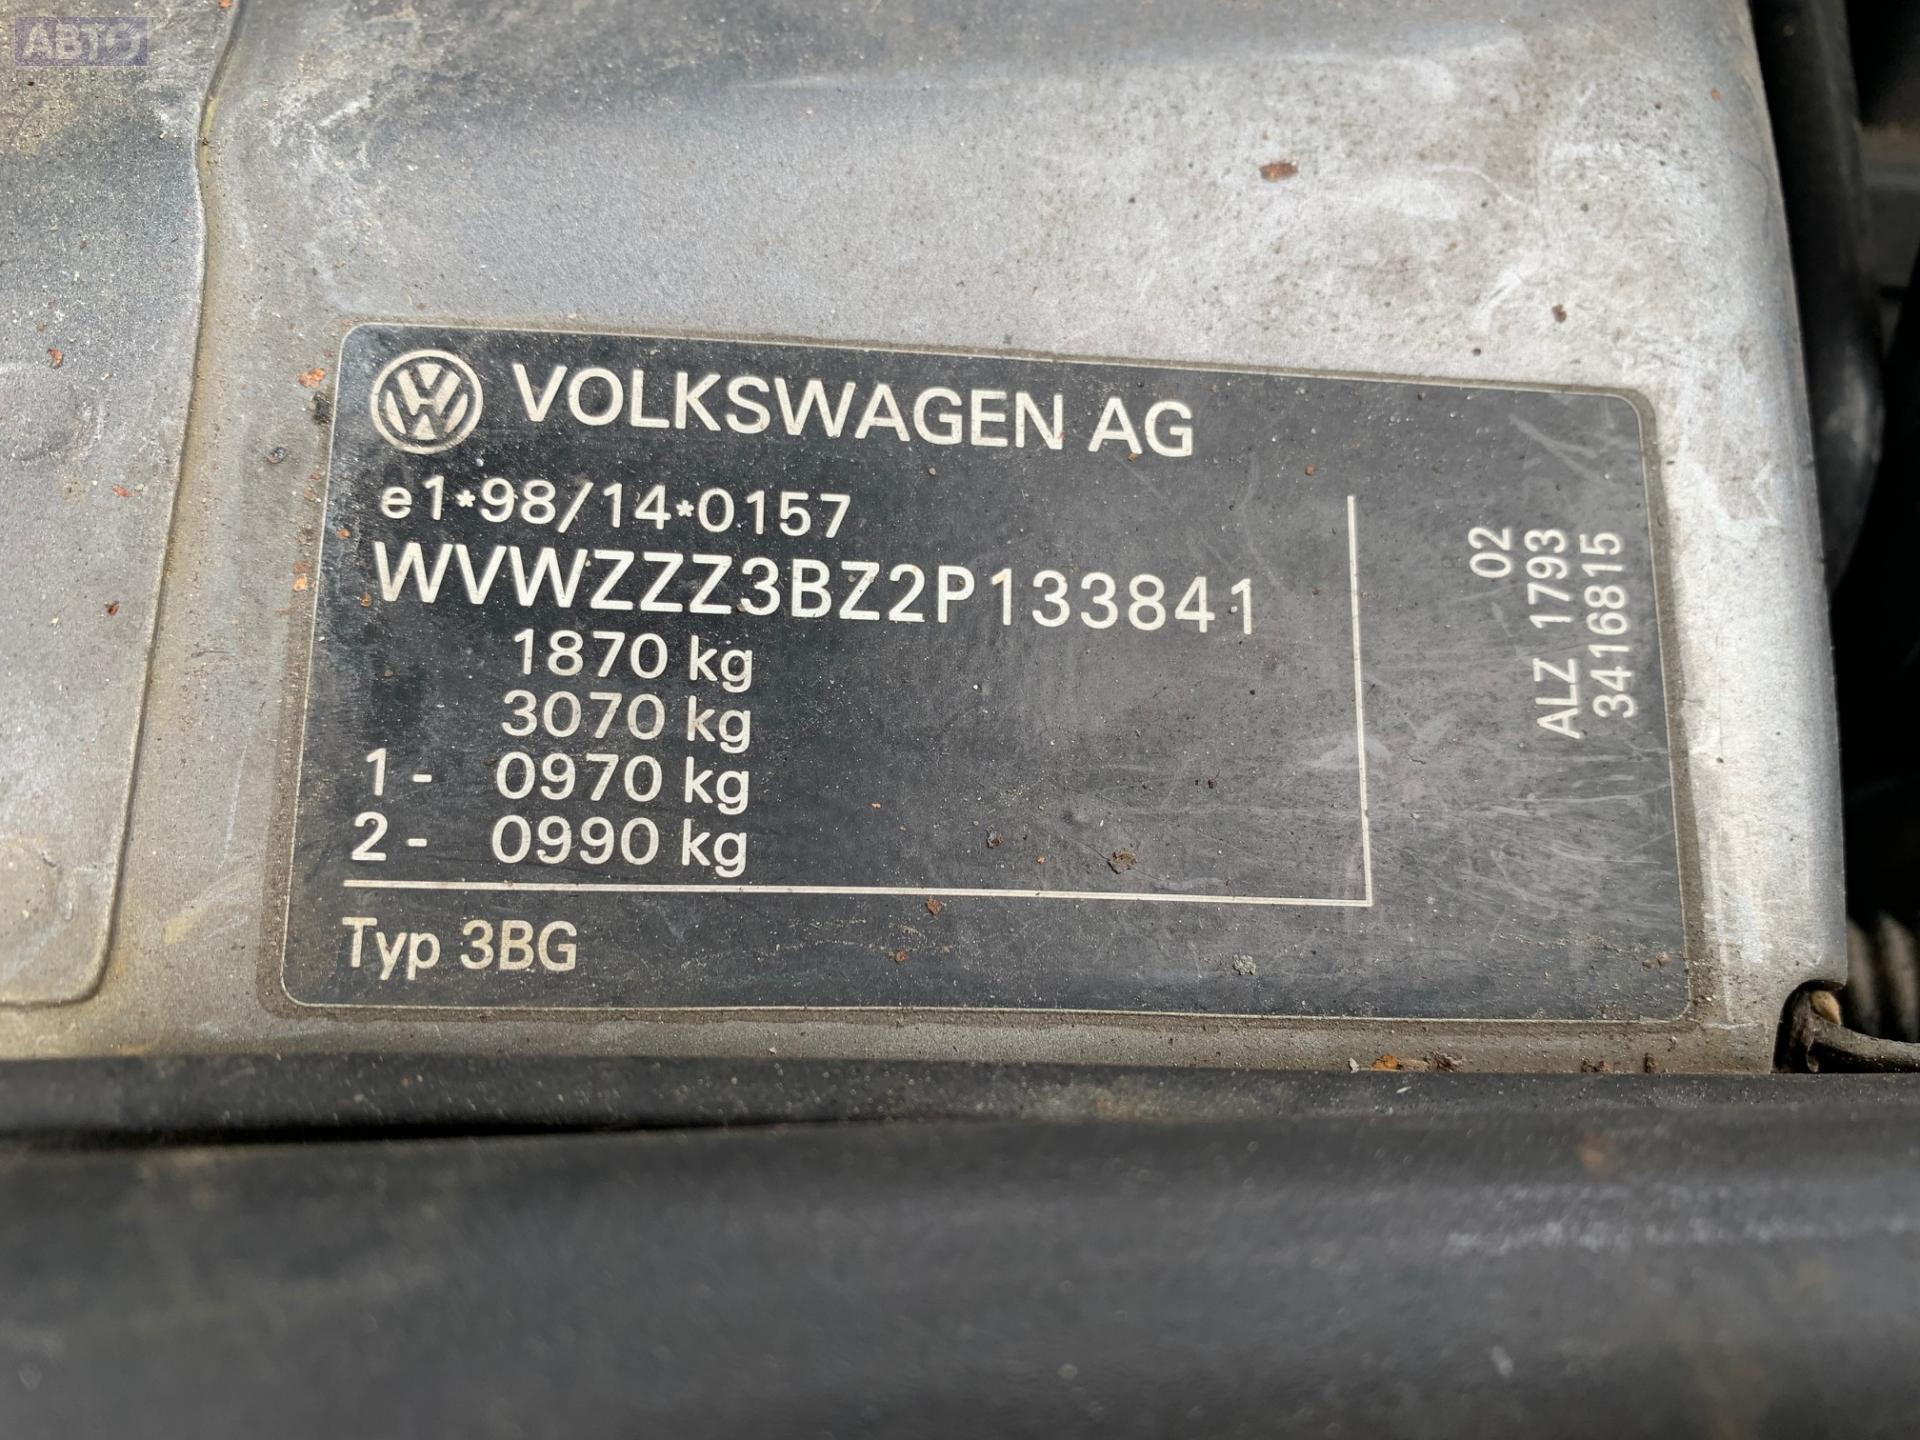 АВТО
VOLKSWAGEN AG
e1*98/14*0157
WVWZZZ3BZ2P133841
1870 kg
3070 kg
1- 0970 kg
2- 0990 kg
Typ 3BG
02
ALZ 1793
3416815